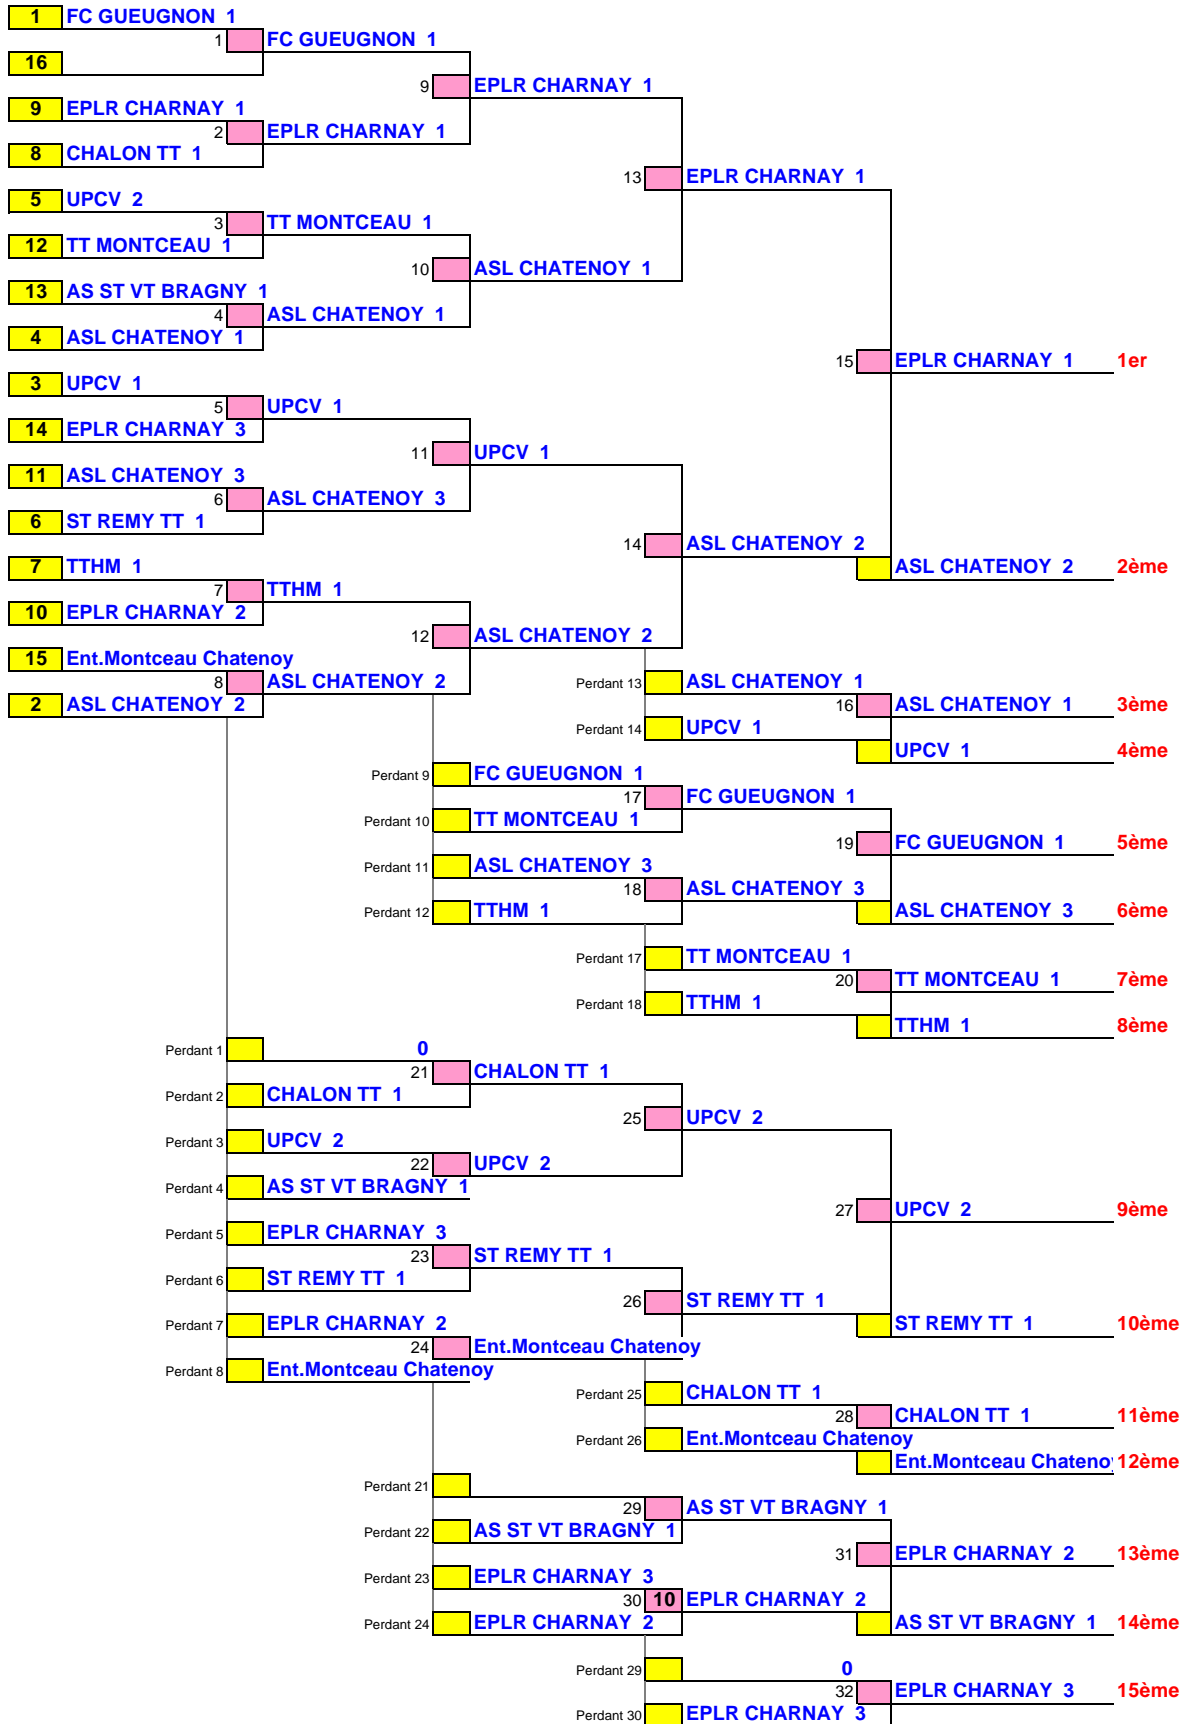 1 FC GUEUGNON 1
1 FC GUEUGNON 1
16
9 EPLR CHARNAY 1
9 EPLR CHARNAY 1
2 EPLR CHARNAY 1
8 CHALON TT 1
13 EPLR CHARNAY 1
5 UPCV 2
3 TT MONTCEAU 1
12 TT MONTCEAU 1
10 ASL CHATENOY 1
13 AS ST VT BRAGNY 1
4 ASL CHATENOY 1
4 ASL CHATENOY 1
15 EPLR CHARNAY 1 1er
3 UPCV 1
5 UPCV 1
14 EPLR CHARNAY 3
11 UPCV 1
11 ASL CHATENOY 3
6 ASL CHATENOY 3
6 ST REMY TT 1
14 ASL CHATENOY 2
7 TTHM 1
ASL CHATENOY 2 2ème
7 TTHM 1
10 EPLR CHARNAY 2
12 ASL CHATENOY 2
15 Ent.Montceau Chatenoy
8 ASL CHATENOY 2
Perdant 13 ASL CHATENOY 1
2 ASL CHATENOY 2
16 ASL CHATENOY 1 3ème
Perdant 14 UPCV 1
UPCV 1 4ème
Perdant 9 FC GUEUGNON 1
17 FC GUEUGNON 1
Perdant 10 TT MONTCEAU 1
19 FC GUEUGNON 1 5ème
Perdant 11 ASL CHATENOY 3
18 ASL CHATENOY 3
Perdant 12 TTHM 1
ASL CHATENOY 3 6ème
Perdant 17 TT MONTCEAU 1
20 TT MONTCEAU 1 7ème
Perdant 18 TTHM 1
TTHM 1 8ème
Perdant 1 0
21 CHALON TT 1
Perdant 2 CHALON TT 1
25 UPCV 2
Perdant 3 UPCV 2
22 UPCV 2
Perdant 4 AS ST VT BRAGNY 1
27 UPCV 2 9ème
Perdant 5 EPLR CHARNAY 3
23 ST REMY TT 1
Perdant 6 ST REMY TT 1
26 ST REMY TT 1
Perdant 7 EPLR CHARNAY 2
ST REMY TT 1 10ème
24 Ent.Montceau Chatenoy
Perdant 8 Ent.Montceau Chatenoy
Perdant 25 CHALON TT 1
28 CHALON TT 1 11ème
Perdant 26 Ent.Montceau Chatenoy
Ent.Montceau Chateno 12ème
Perdant 21
29 AS ST VT BRAGNY 1
Perdant 22 AS ST VT BRAGNY 1
31 EPLR CHARNAY 2 13ème
Perdant 23 EPLR CHARNAY 3
30 10 EPLR CHARNAY 2
Perdant 24 EPLR CHARNAY 2
AS ST VT BRAGNY 1 14ème
Perdant 29 0
32 EPLR CHARNAY 3 15ème
Perdant 30 EPLR CHARNAY 3